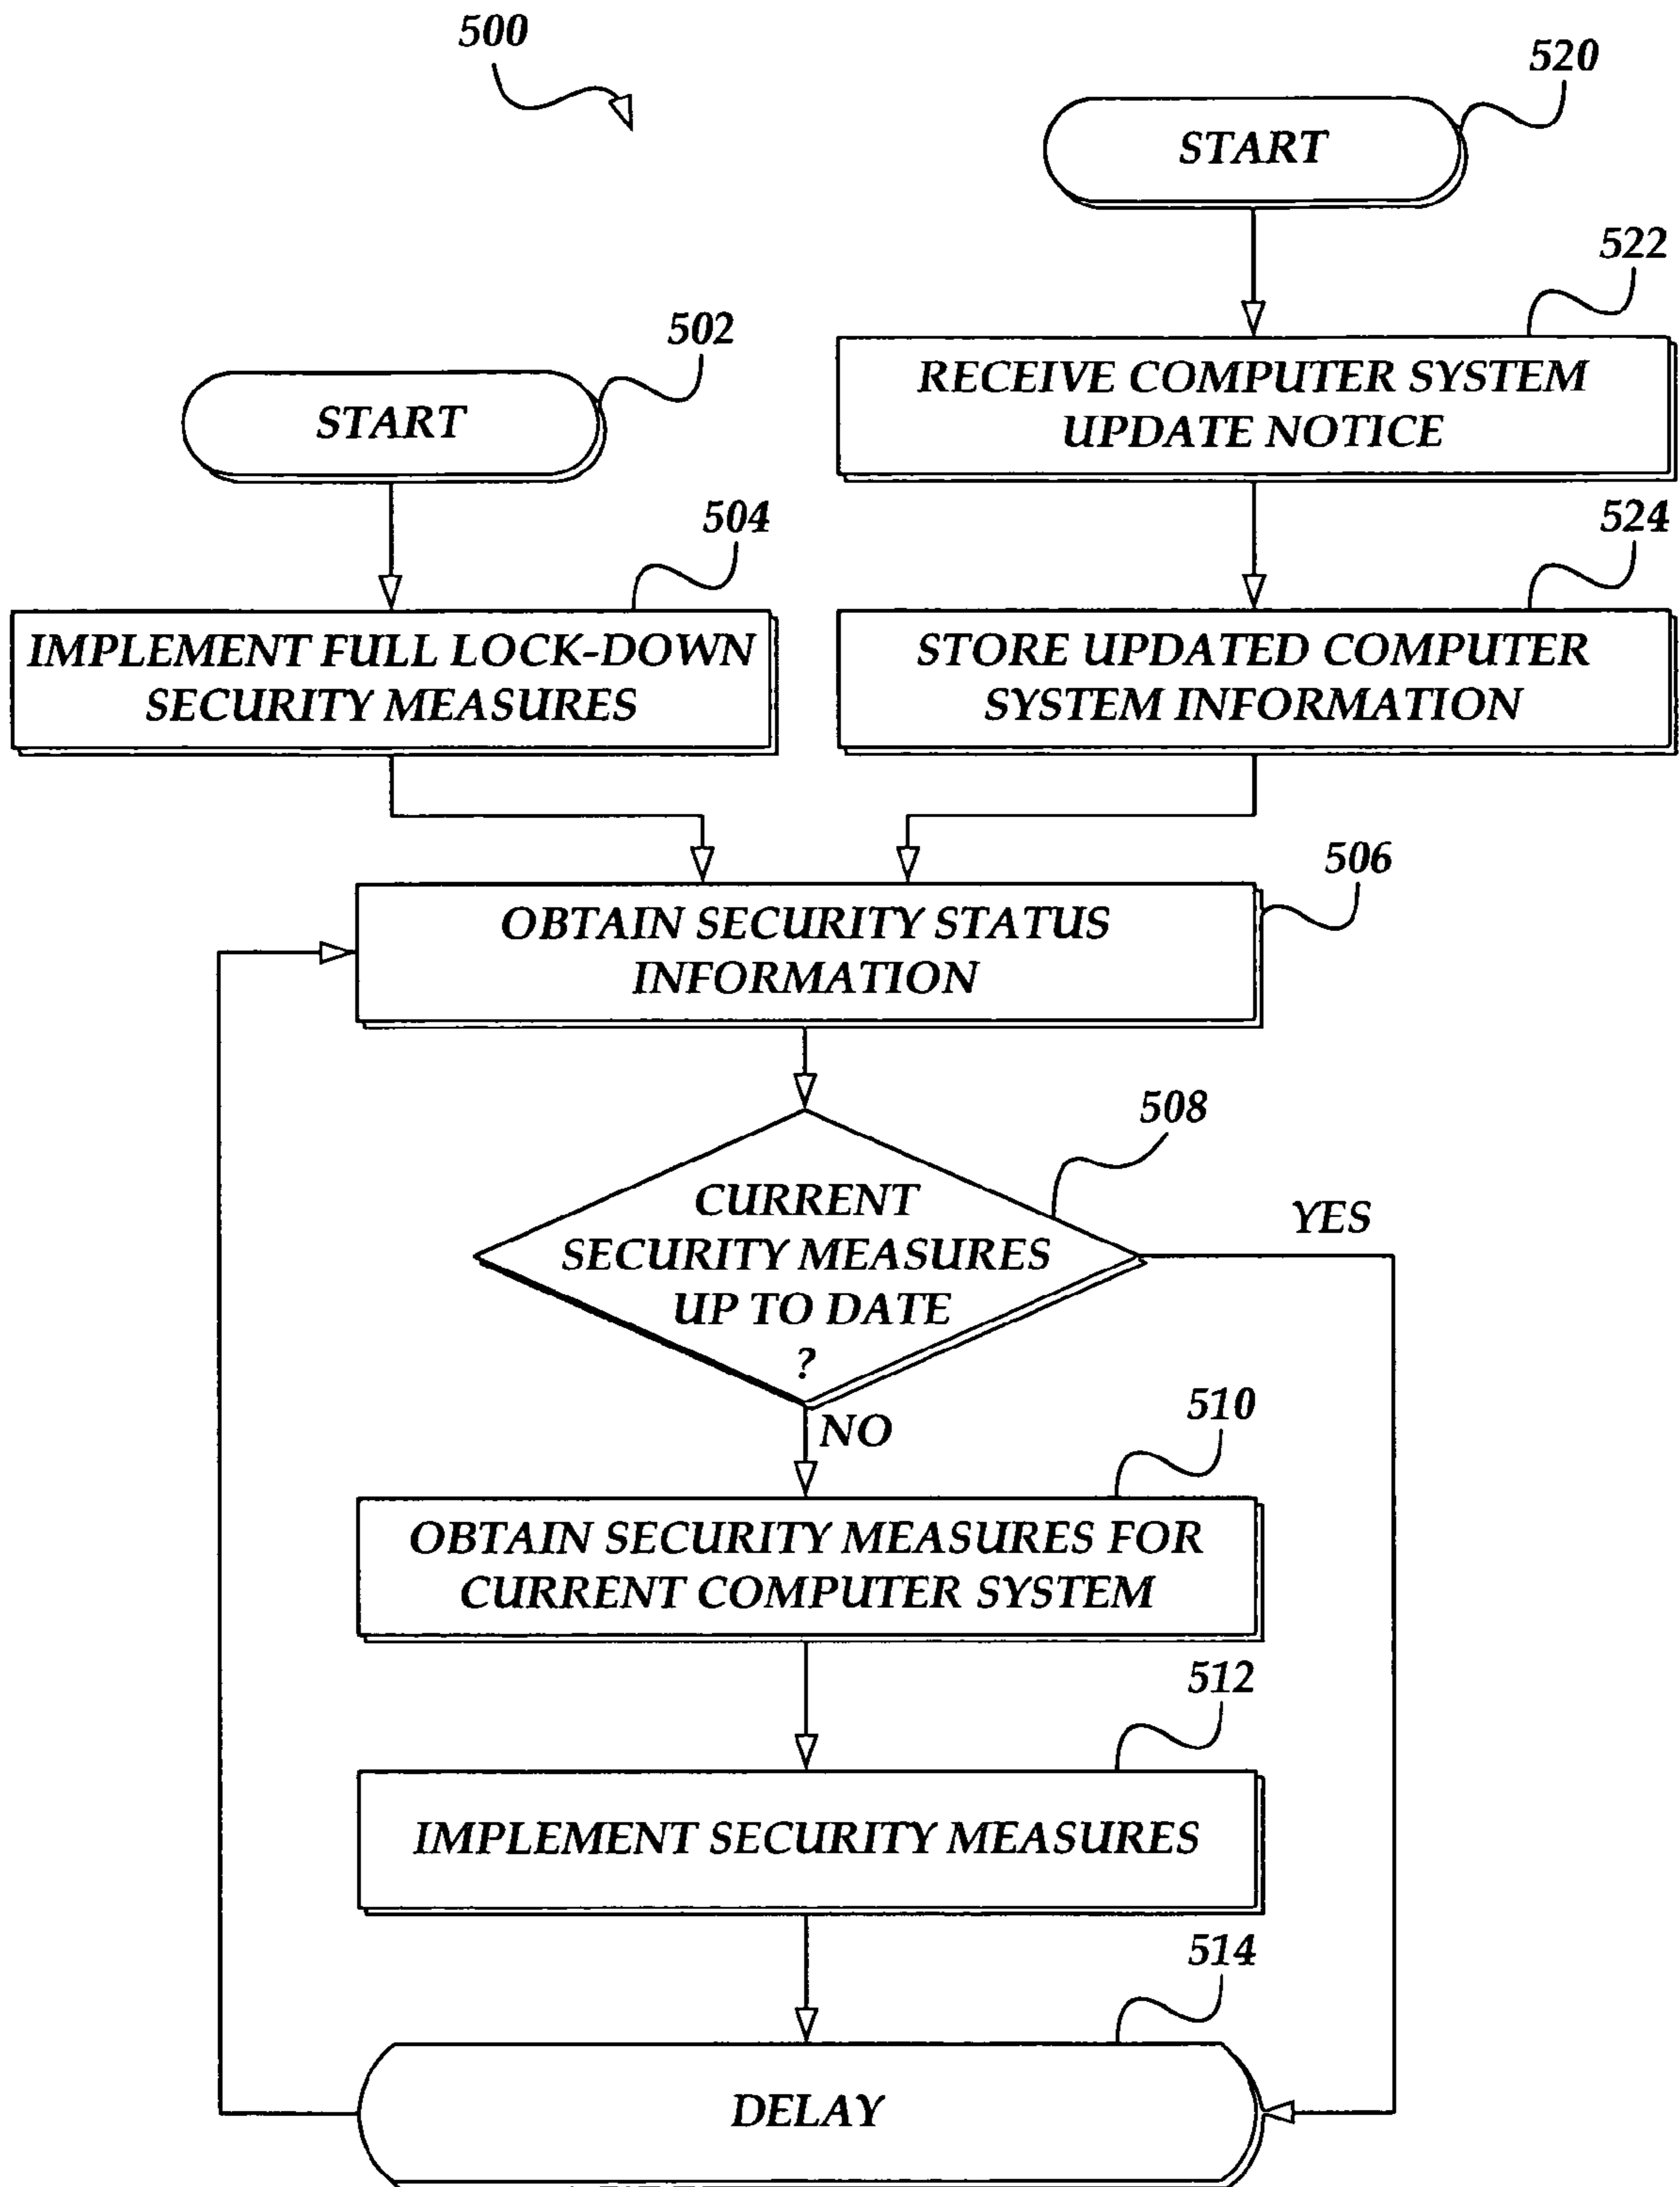 500
520
START
522
RECEIVE COMPUTER SYSTEM
UPDATE NOTICE
502
START
504
IMPLEMENT FULL LOCK-DOWN
SECURITY MEASURES
524
STORE UPDATED COMPUTER
SYSTEM INFORMATION
506
OBTAIN SECURITY STATUS
INFORMATION
508
CURRENT
SECURITY MEASURES
UP TO DATE
?
YES
NO
510
OBTAIN SECURITY MEASURES FOR
CURRENT COMPUTER SYSTEM
512
IMPLEMENT SECURITY MEASURES
514
DELAY